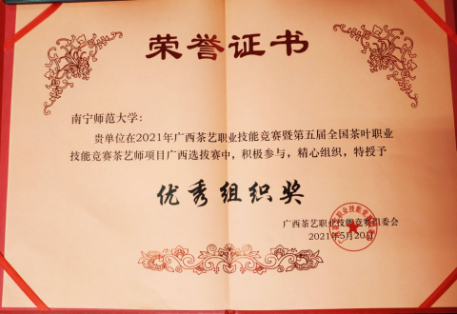 荣誉证书
南宁师范大学:
贵单位在2021年广西茶艺职业技能竞赛暨第五届全国茶叶职业
技能竞赛茶艺师项目广西选拔赛中，积极参与，精心组织，特授予
优秀组织奖
广西茶艺职业技能竞赛组委会
2021年5月20日